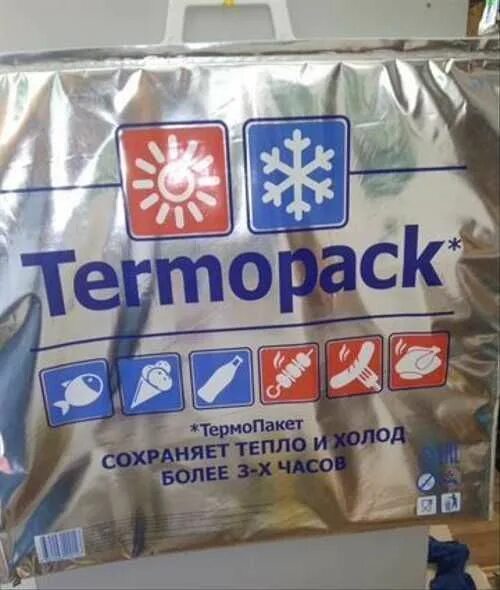 Termopack*
*ТермоПакет
СОХРАНЯЕТ ТЕПЛО И ХОЛОД
БОЛЕЕ 3-Х ЧАСОВ